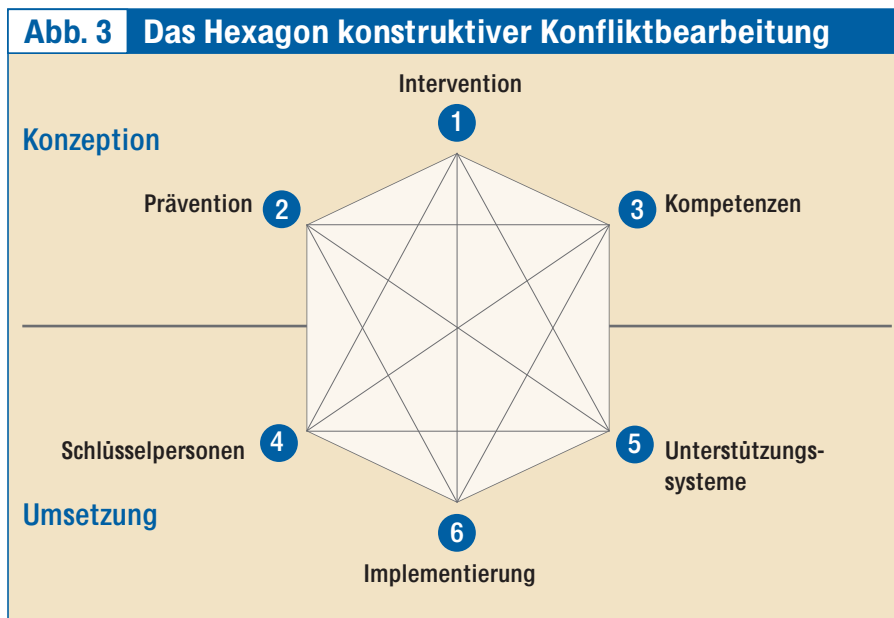 Abb. 3 Das Hexagon konstruktiver Konfliktbearbeitung
Intervention
1
Konzeption
Prävention 2
3 Kompetenzen
Schlüsselpersonen 4
5 Unterstützungs-
systeme
Umsetzung
6
Implementierung